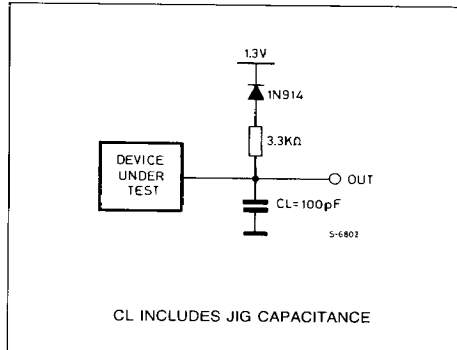 1.3V
1N914
3.3KΩ
DEVICE
UNDER
TEST
OUT
CL=100pF
S-6802
CL INCLUDES JIG CAPACITANCE